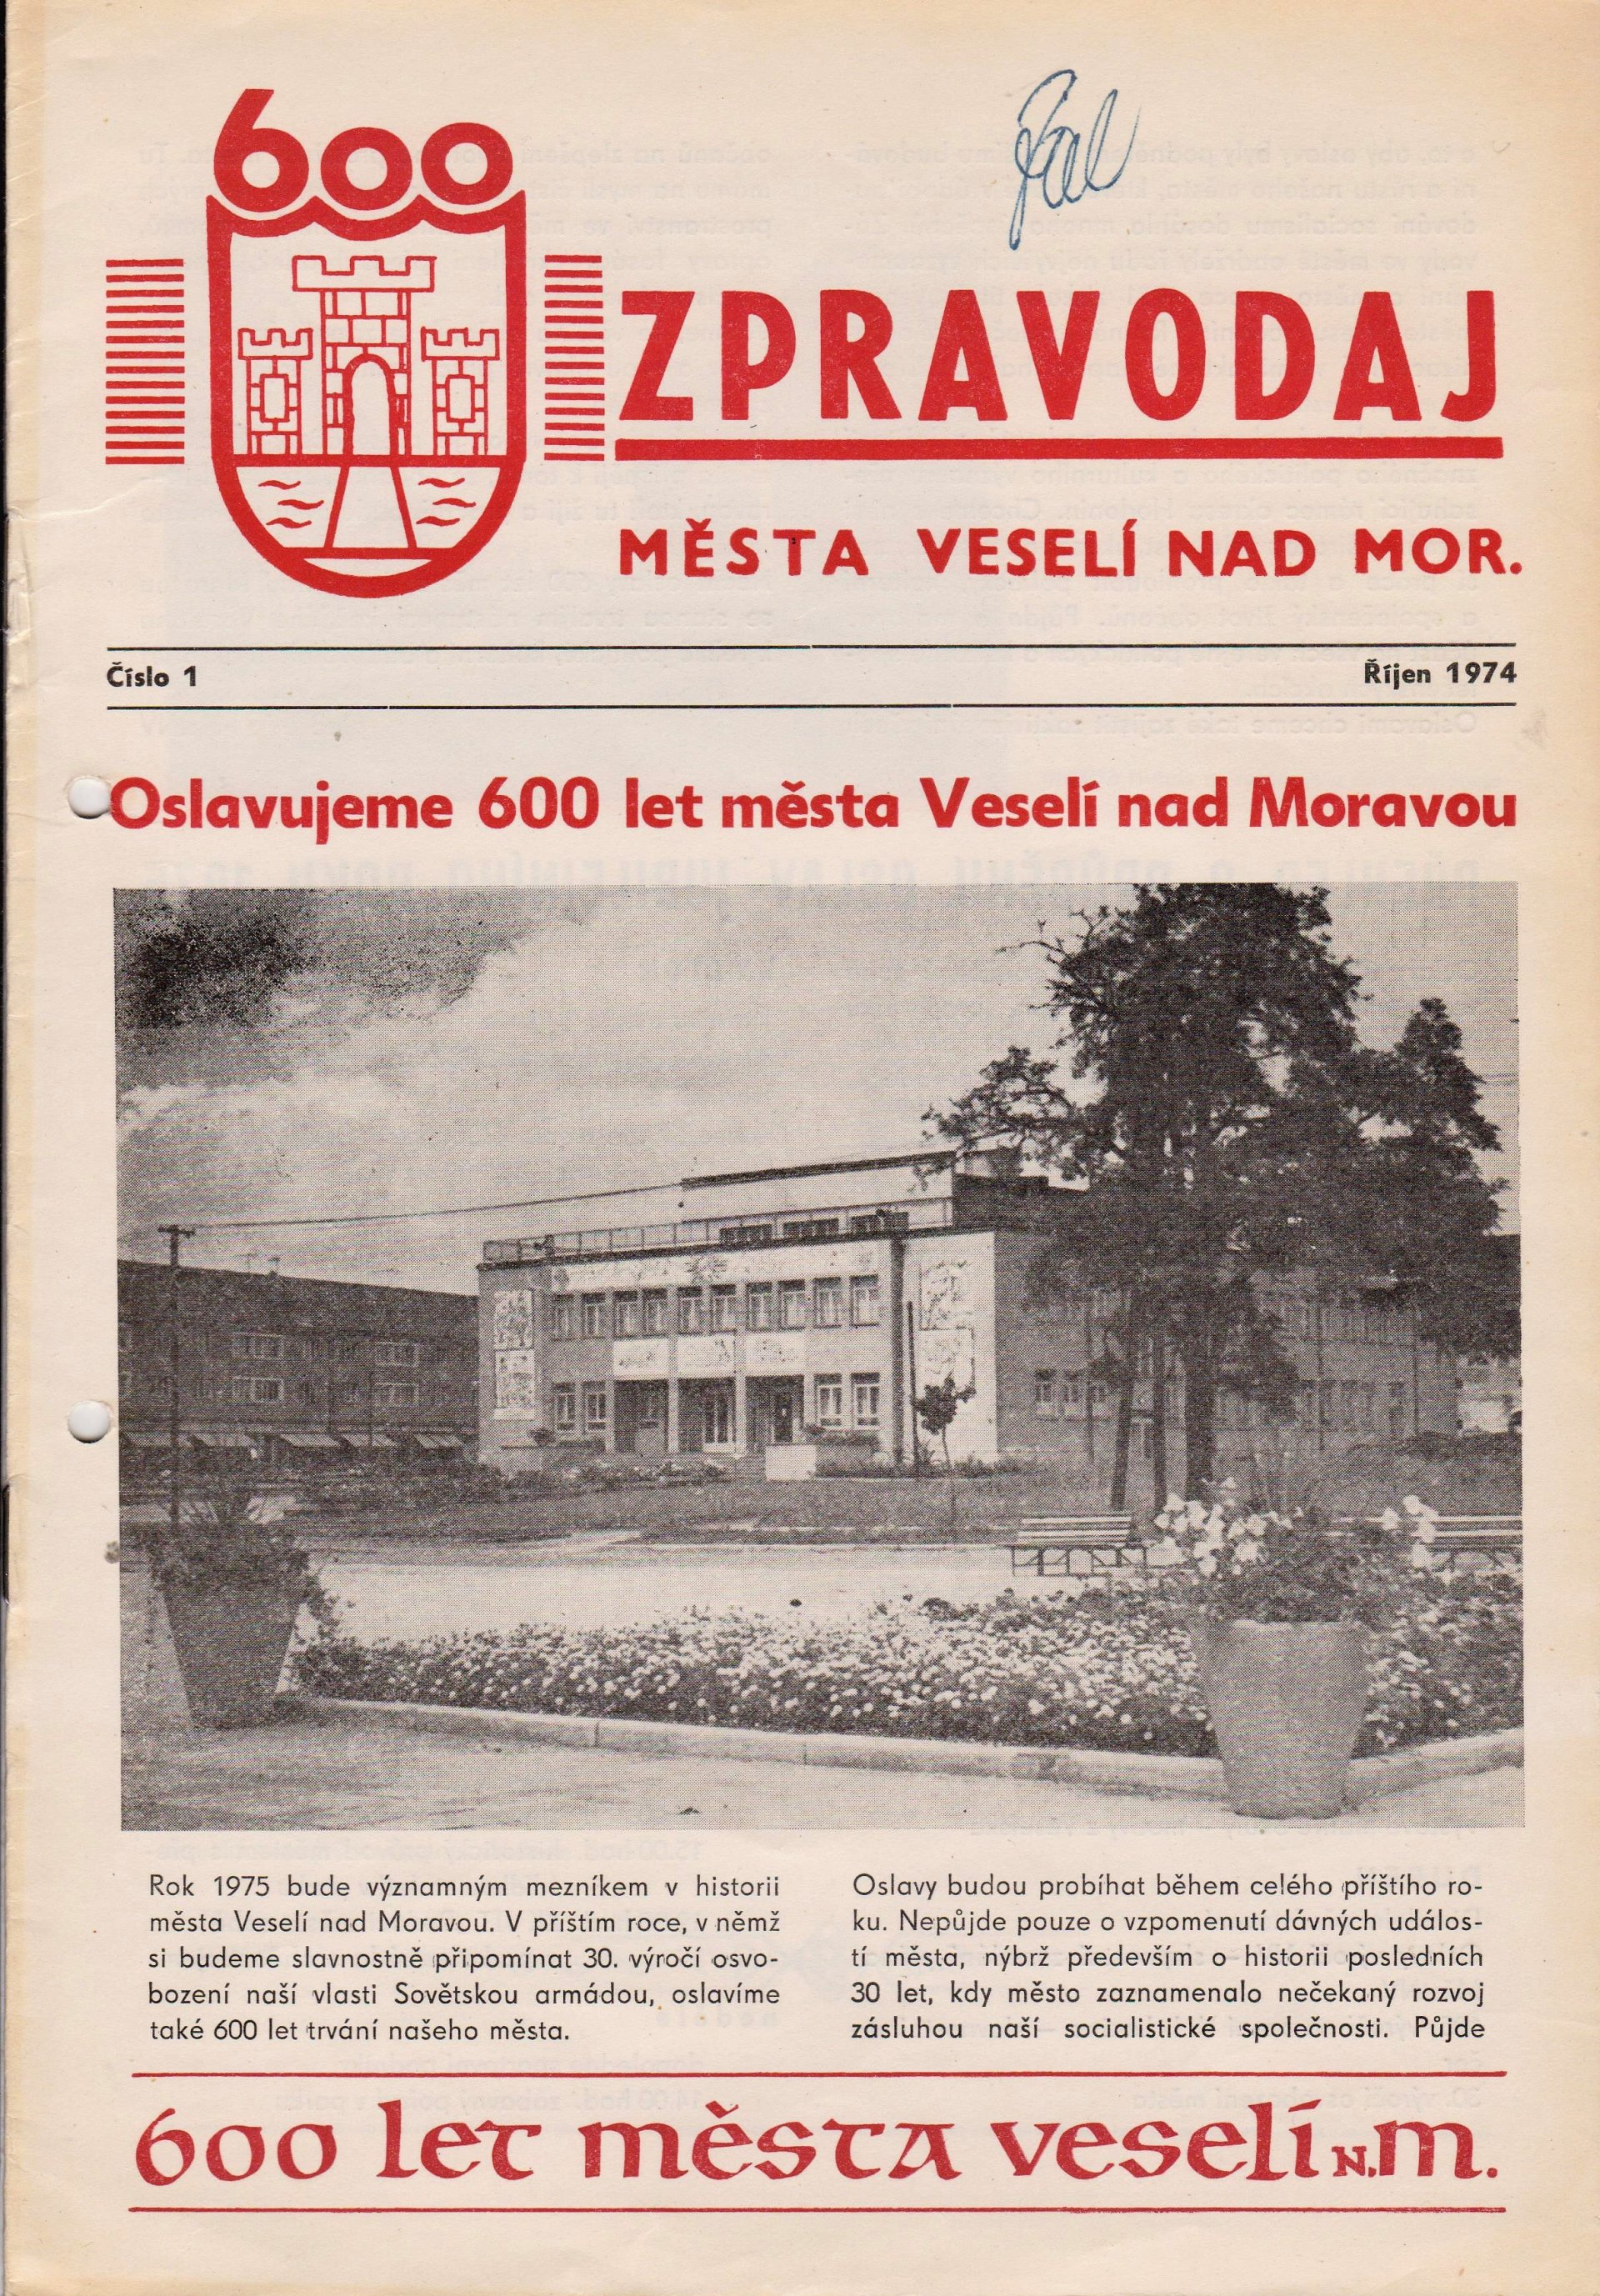 600
ZPRAVODAJ
MĚSTA VESELÍ NAD MOR.
Číslo 1
Říjen 1974
Oslavujeme 600 let města Veselí nad Moravou
Rok 1975 bude významným mezníkem v historii
města Veselí nad Moravou. V příštím roce, v němž
si budeme slavnostně připomínat 30. výročí osvo-
bození naší vlasti Sovětskou armádou, oslavíme
také 600 let trvání našeho města.
Oslavy budou probíhat během celého příštího ro-
ku. Nepůjde pouze o vzpomenutí dávných událos-
tí města, nýbrž především o historii posledních
30 let, kdy město zaznamenalo nečekaný rozvoj
zásluhou naší socialistické společnosti. Půjde
600 let města veselí n.m.